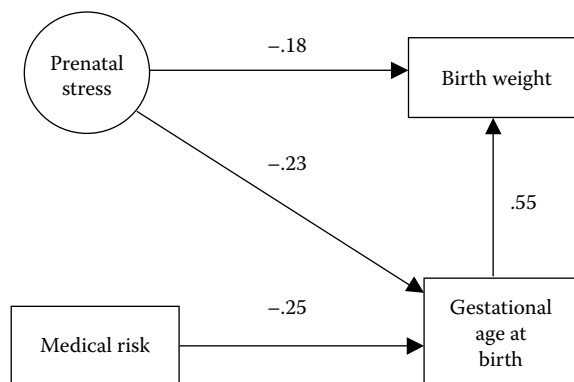 –.18
Prenatal
stress
Birth weight
–.23
.55
–.25
Gestational
age at
birth
Medical risk